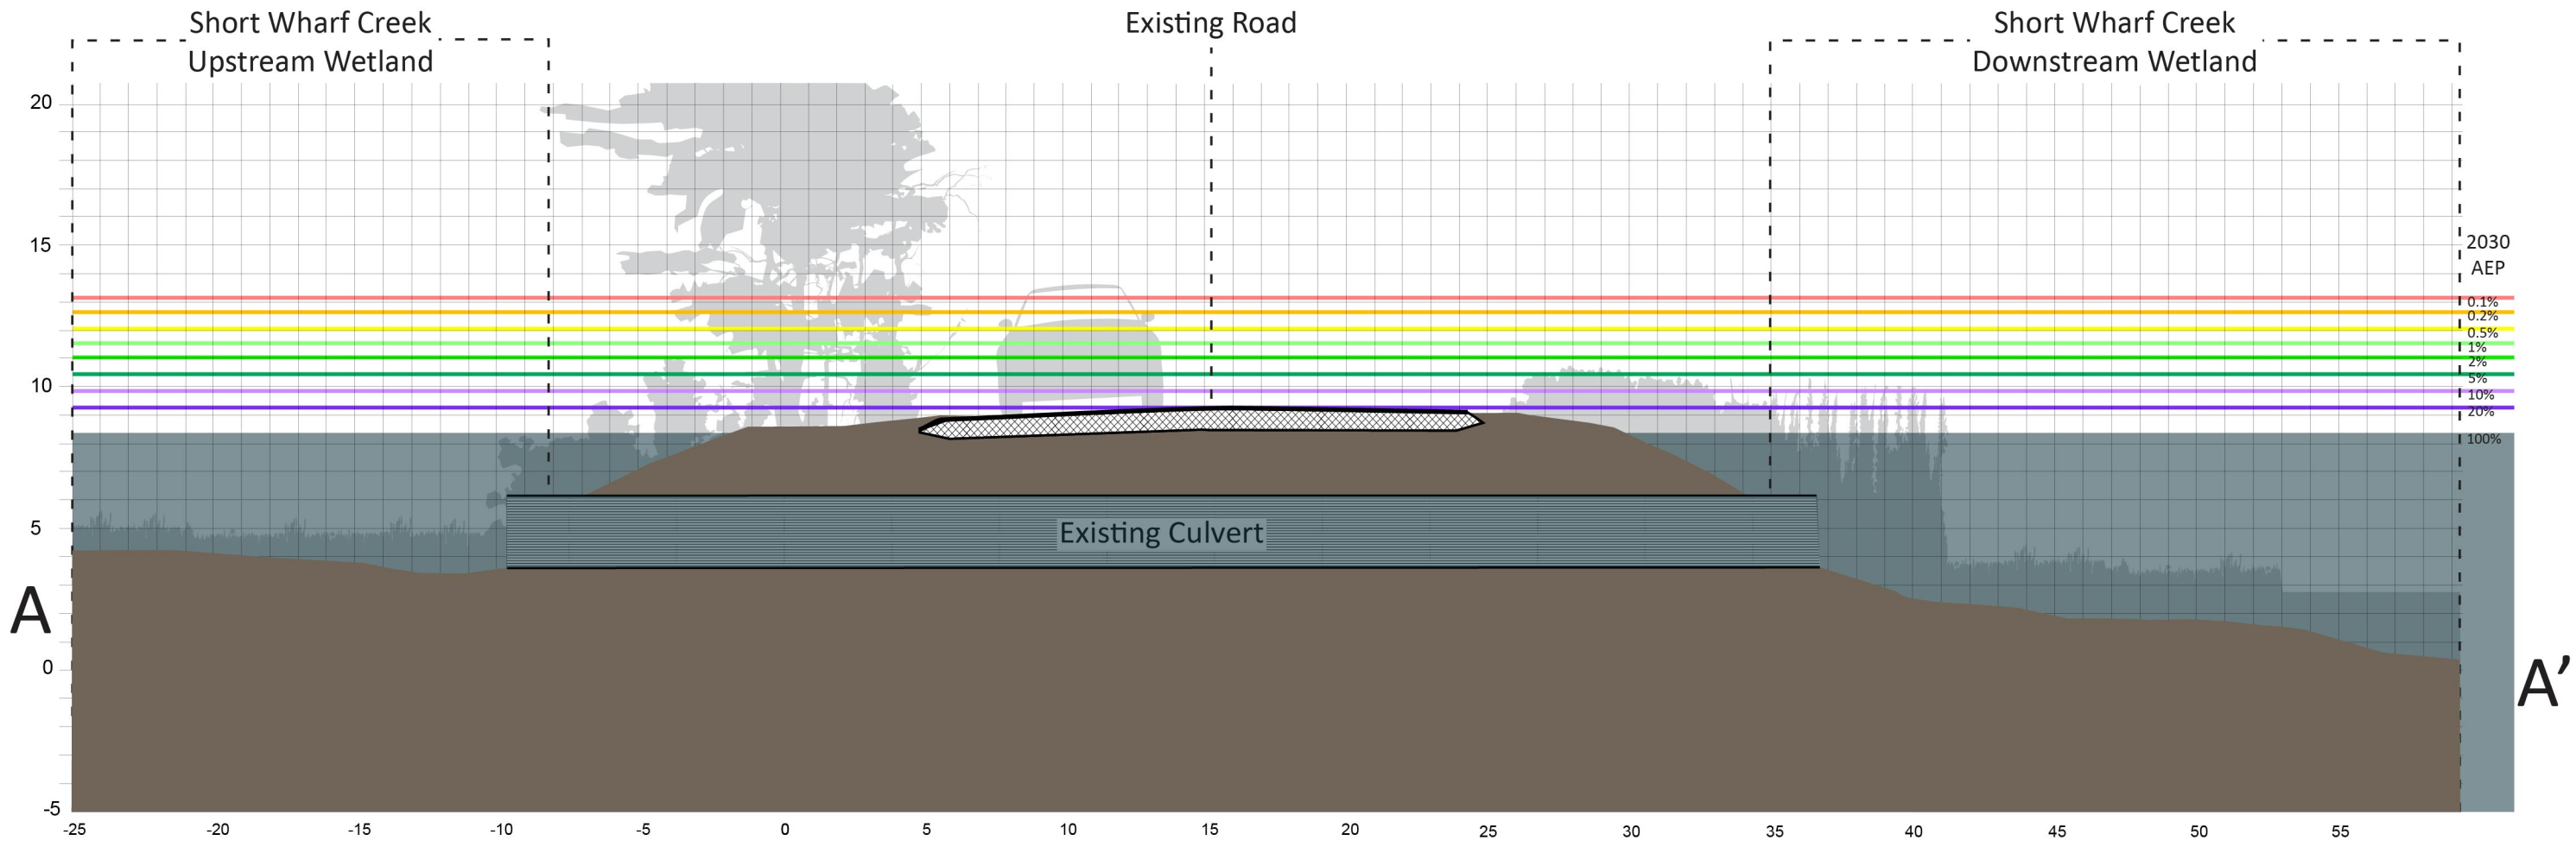 Short Wharf Creek
Upstream Wetland
Existing Road
Short Wharf Creek
Downstream Wetland
20
15
10
5
0
-5
2030
AEP
0.1%
0.2%
0.5%
1%
2%
5%
10%
20%
100%
Existing Culvert
A
A’
-25 -20 -15 -10 -5 0 5 10 15 20 25 30 35 40 45 50 55